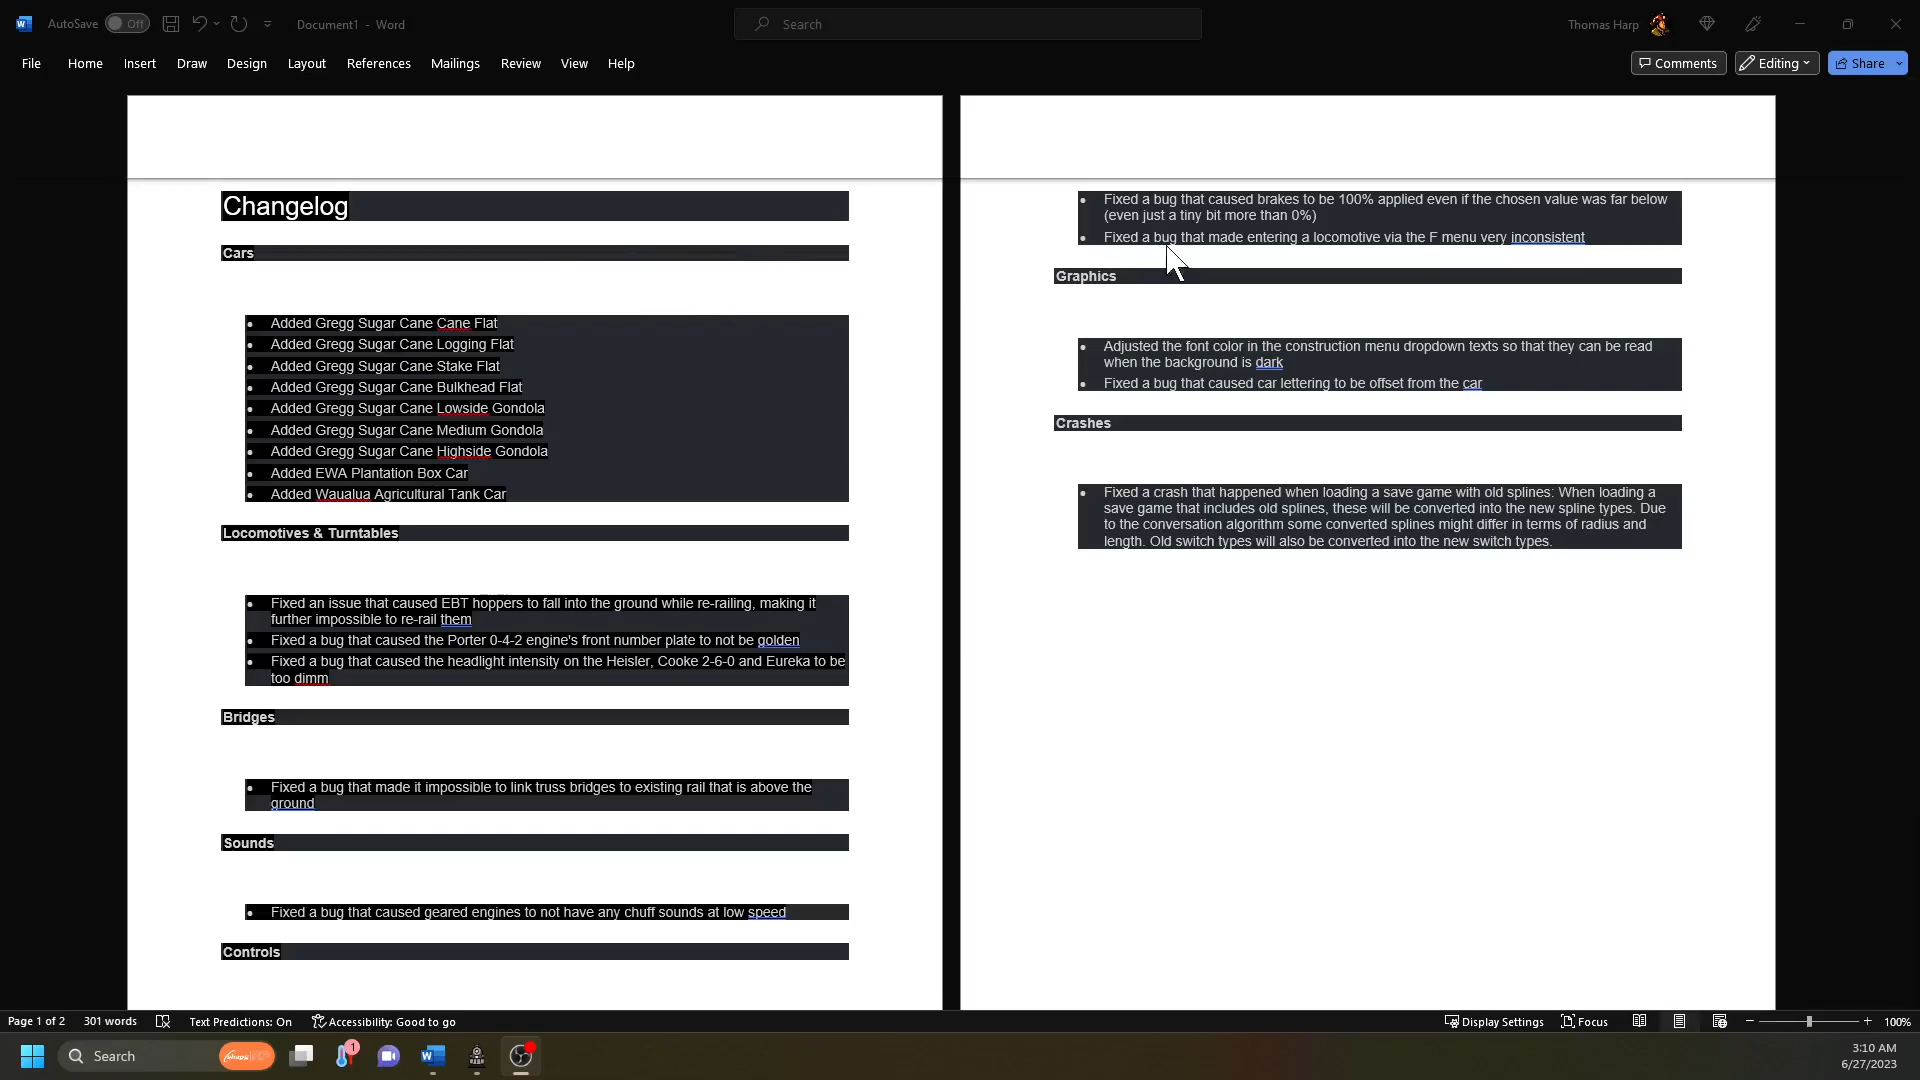 AutoSave Off Document1 - Word Search Thomas Harp
File Home Insert Draw Design Layout References Mailings Review View Help Comments Editing Share
Changelog
Cars
Added Gregg Sugar Cane Cane Flat
Added Gregg Sugar Cane Logging Flat
Added Gregg Sugar Cane Stake Flat
Added Gregg Sugar Cane Bulkhead Flat
Added Gregg Sugar Cane Lowside Gondola
Added Gregg Sugar Cane Medium Gondola
Added Gregg Sugar Cane Highside Gondola
Added EWA Plantation Box Car
Added Waualua Agricultural Tank Car
Locomotives & Turntables
Fixed an issue that caused EBT hoppers to fall into the ground while re-railing, making it
further impossible to re-rail them
Fixed a bug that caused the Porter 0-4-2 engine's front number plate to not be golden
Fixed a bug that caused the headlight intensity on the Heisler, Cooke 2-6-0 and Eureka to be
too dimm
Bridges
Fixed a bug that made it impossible to link truss bridges to existing rail that is above the
ground
Sounds
Fixed a bug that caused geared engines to not have any chuff sounds at low speed
Controls
Fixed a bug that caused brakes to be 100% applied even if the chosen value was far below
(even just a tiny bit more than 0%)
Fixed a bug that made entering a locomotive via the F menu very inconsistent
Graphics
Adjusted the font color in the construction menu dropdown texts so that they can be read
when the background is dark
Fixed a bug that caused car lettering to be offset from the car
Crashes
Fixed a crash that happened when loading a save game with old splines: When loading a
save game that includes old splines, these will be converted into the new spline types. Due
to the conversation algorithm some converted splines might differ in terms of radius and
length. Old switch types will also be converted into the new switch types.
Page 1 of 2 301 words Text Predictions: On Accessibility: Good to go Display Settings Focus 100%
Search 1
3:10 AM
6/27/2023